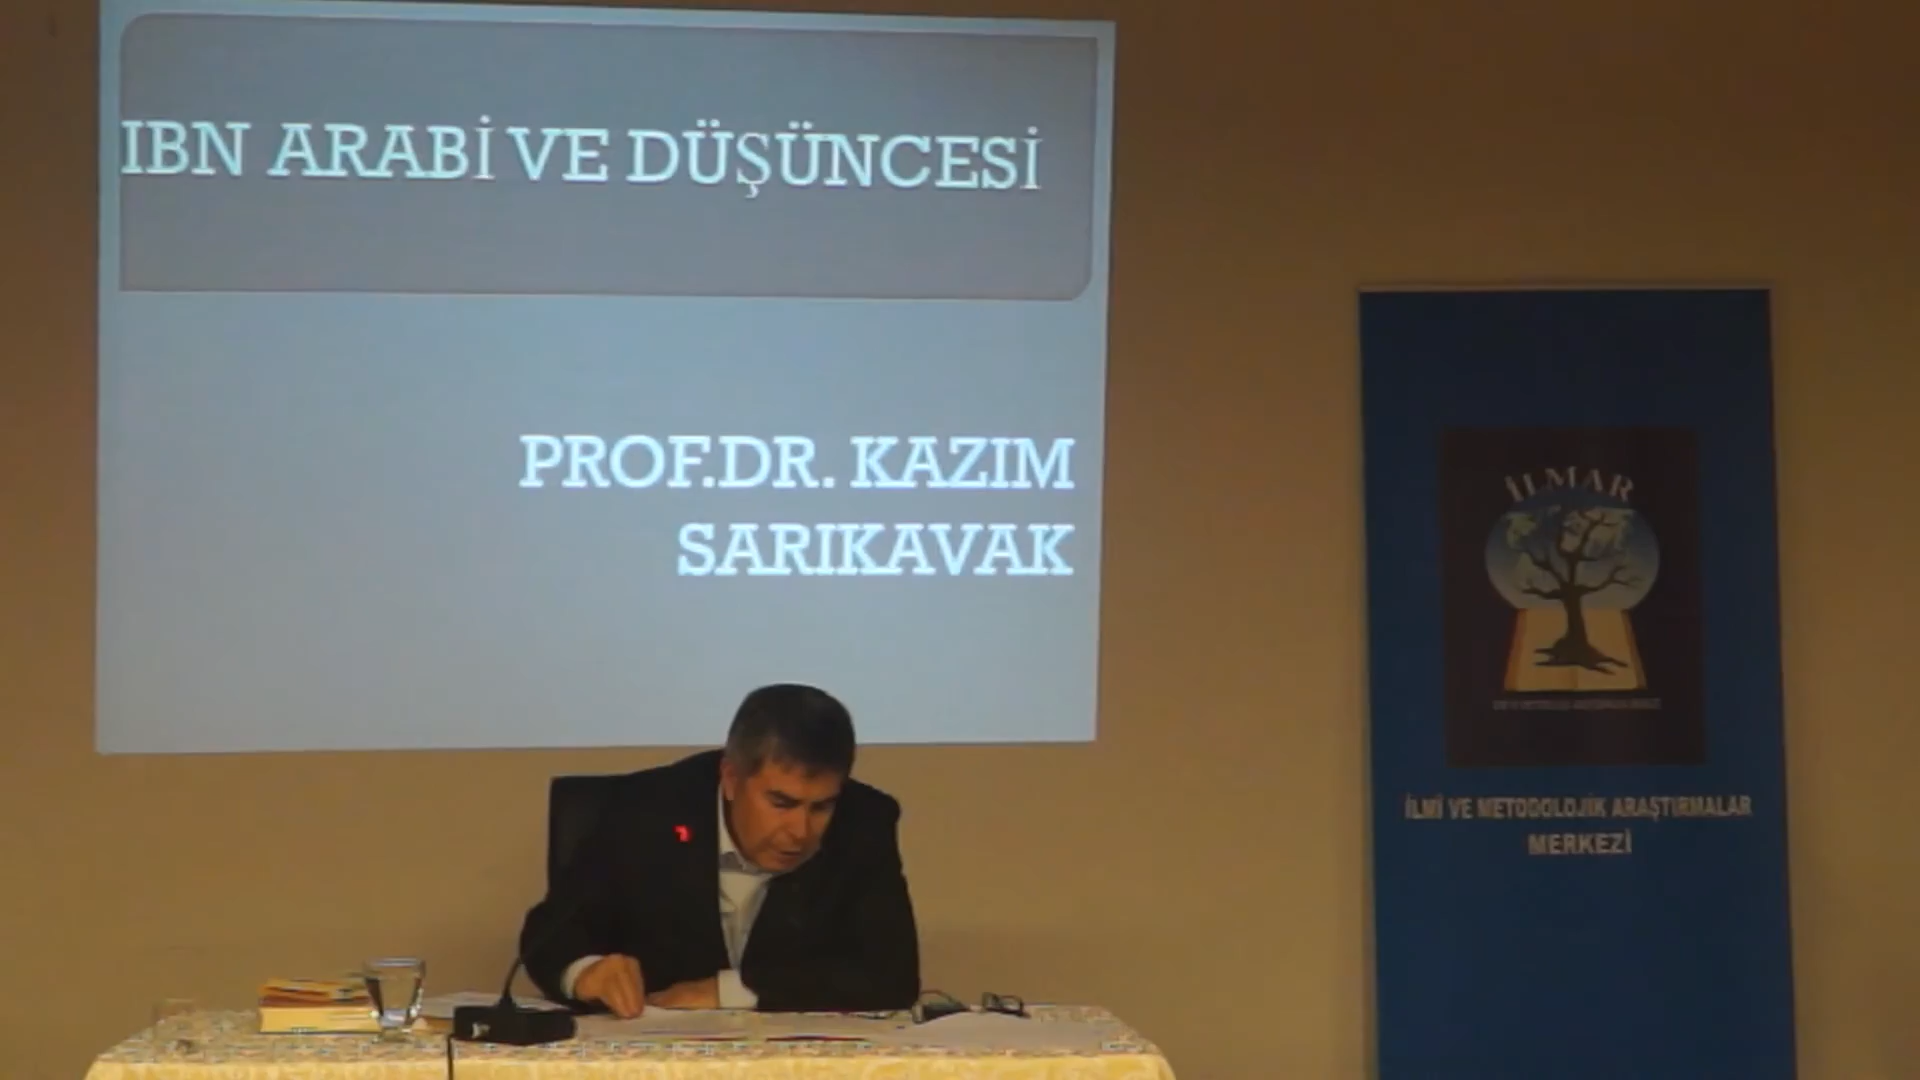 IBN ARABİ VE DÜŞÜNCESİ
PROF.DR. KAZIM
SARIKAVAK
İLMAR
İLMİ VE METODOLOJİK ARAŞTIRMALAR
MERKEZİ